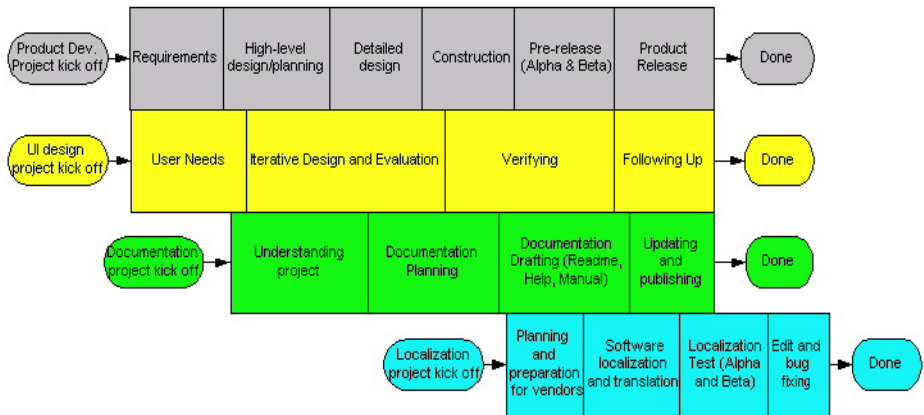 Product Dev.
Project kick off
Requirements
High-level
design/planning
Detailed
design
Construction
Pre-release
(Alpha & Beta)
Product
Release
Done
UI design
project kick off
User Needs
Iterative Design and Evaluation
Verifying
Following Up
Done
Documentation
project kick off
Understanding
project
Documentation
Planning
Documentation
Drafting (Readme,
Help, Manual)
Updating
and
publishing
Done
Localization
project kick off
Planning
and
preparation
for vendors
Software
localization
and translation
Localization
Test (Alpha
and Beta)
Edit and
bug
fixing
Done